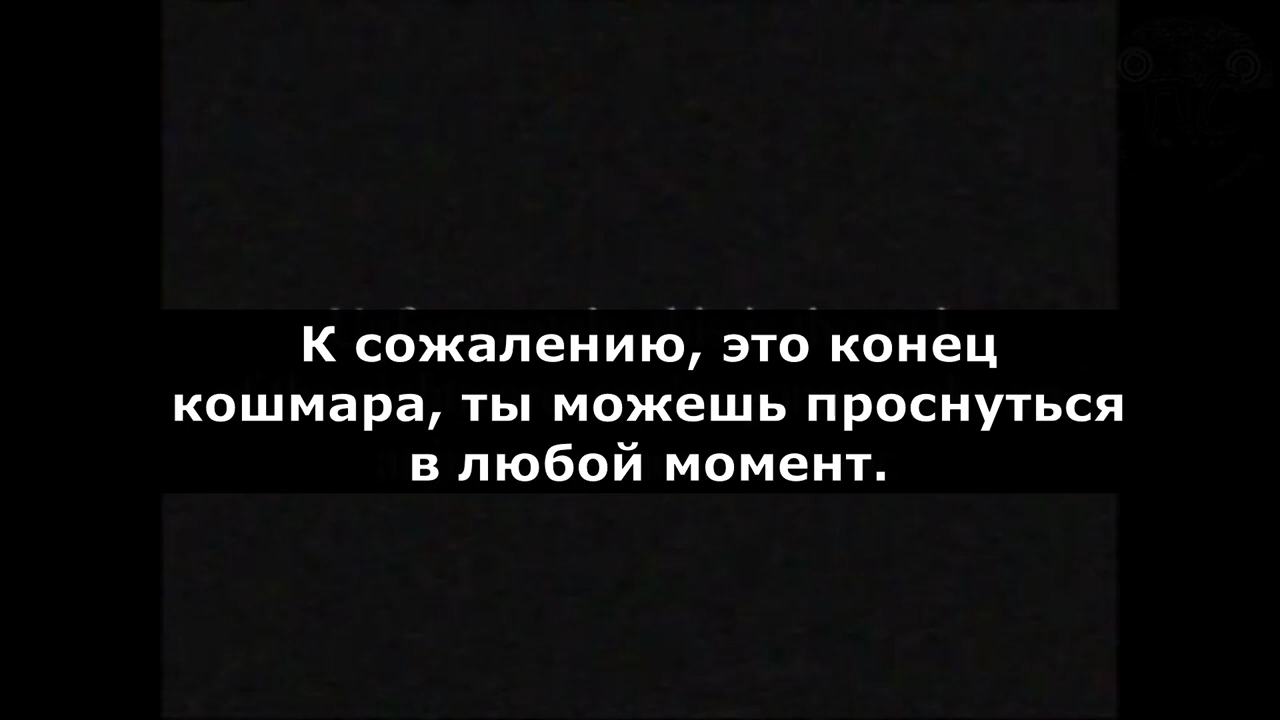 К сожалению, это конец
кошмара, ты можешь проснуться
в любой момент.